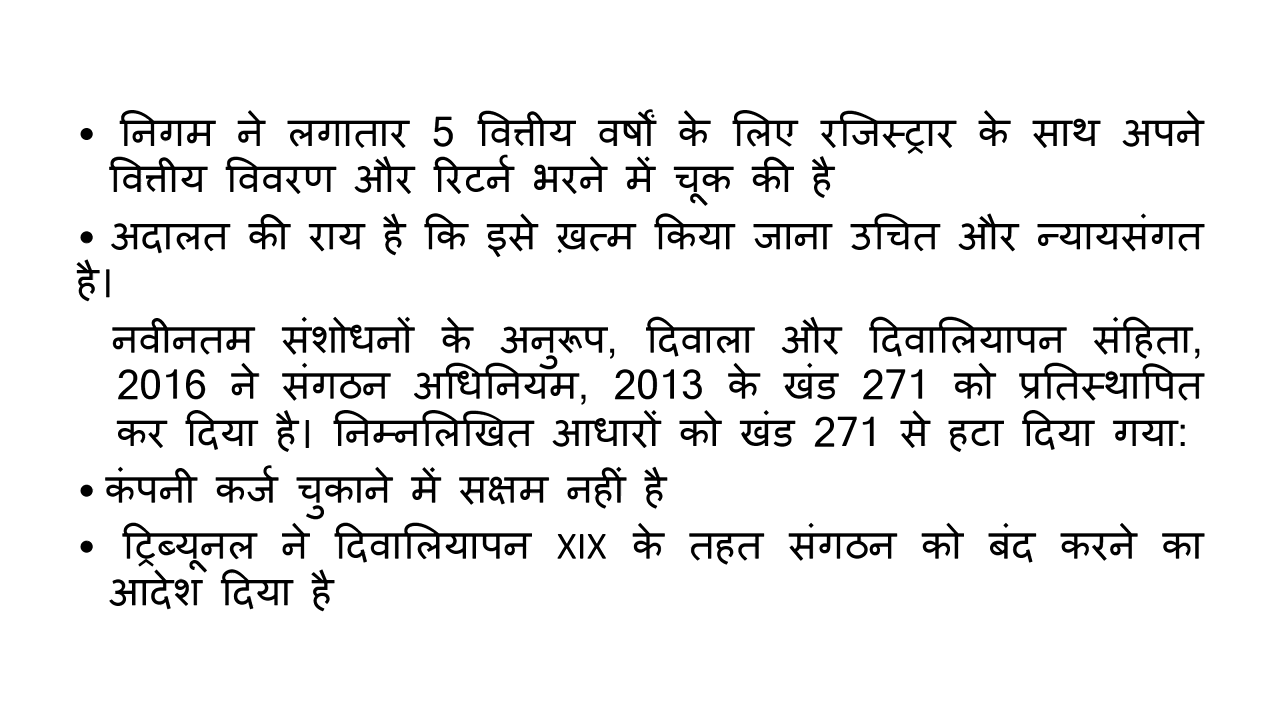 • निगम ने लगातार 5 वित्तीय वर्षों के लिए रजिस्ट्रार के साथ अपने
वित्तीय विवरण और रिटर्न भरने में चूक की है
• अदालत की राय है कि इसे ख़त्म किया जाना उचित और न्यायसंगत
है।
नवीनतम संशोधनों के अनुरूप, दिवाला और दिवालियापन संहिता,
2016 ने संगठन अधिनियम, 2013 के खंड 271 को प्रतिस्थापित
कर दिया है। निम्नलिखित आधारों को खंड 271 से हटा दिया गया:
• कंपनी कर्ज चुकाने में सक्षम नहीं है
• ट्रिब्यूनल ने दिवालियापन XIX के तहत संगठन को बंद करने का
आदेश दिया है